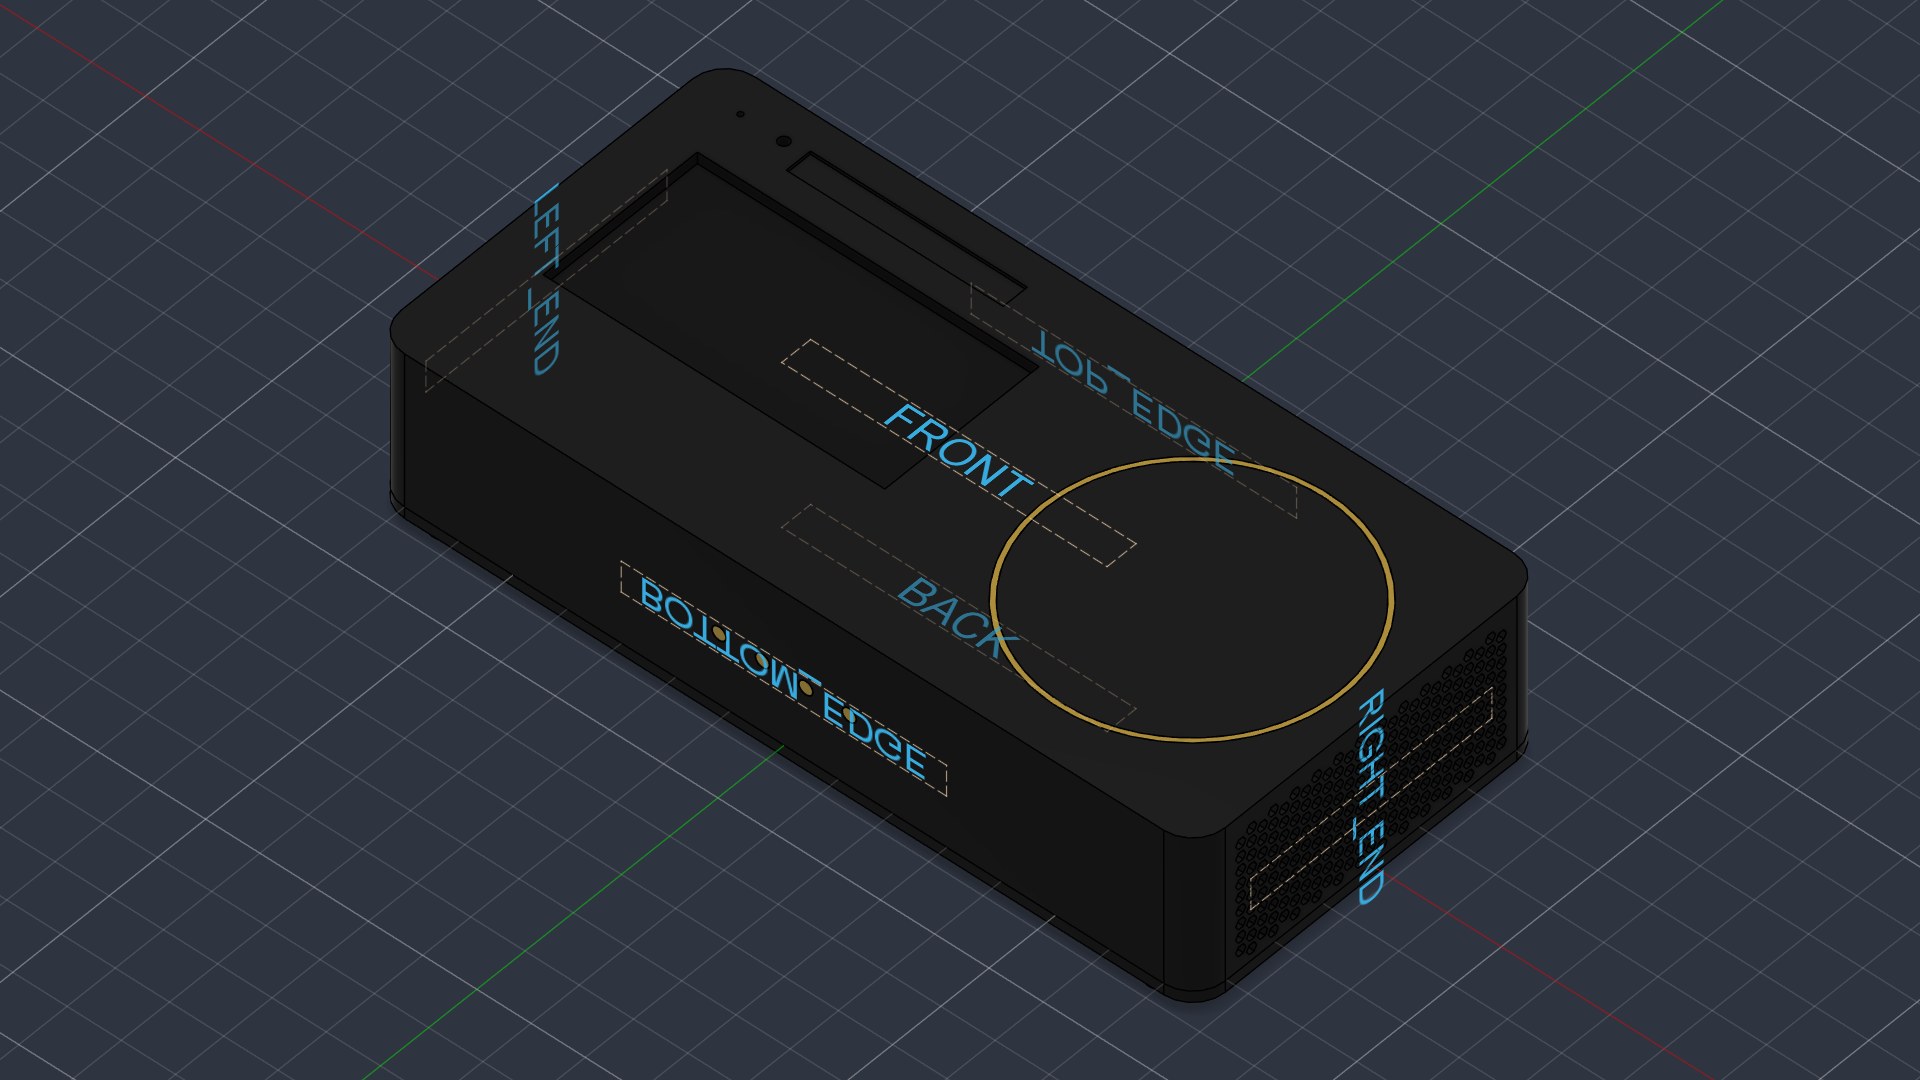 LEFT_END
TOP_EDGE
FRONT
BACK
BOTTOM_EDGE
RIGHT_END